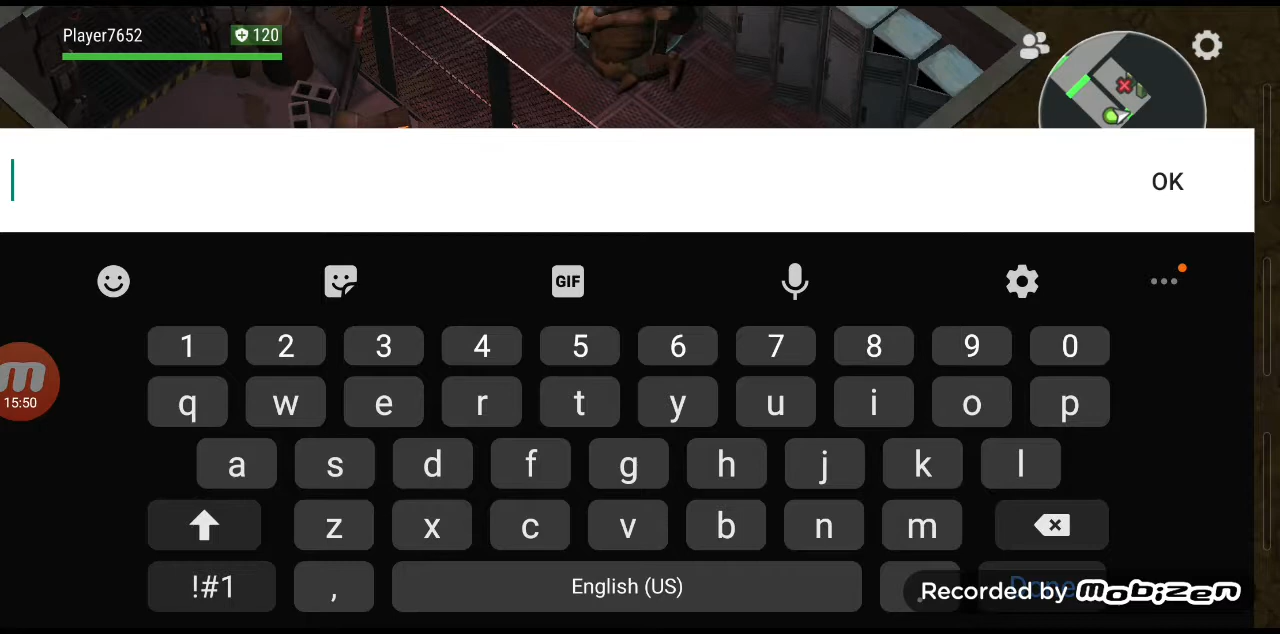 Player7652
120
OK
GIF
1 2 3 4 5 6 7 8 9 0
q w e r t y u i o p
15:50
a s d f g h j k l
z x c v b n m
!#1 , English (US) Done
Recorded by mobizen